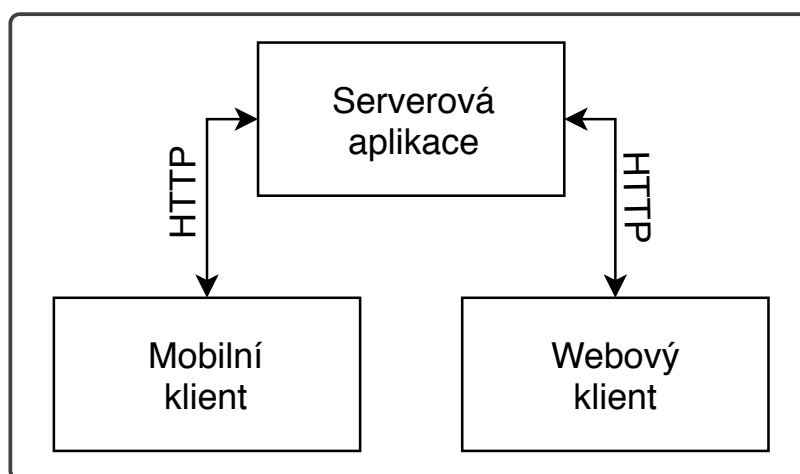 Serverová
aplikace
HTTP
HTTP
Mobilní
klient
Webový
klient